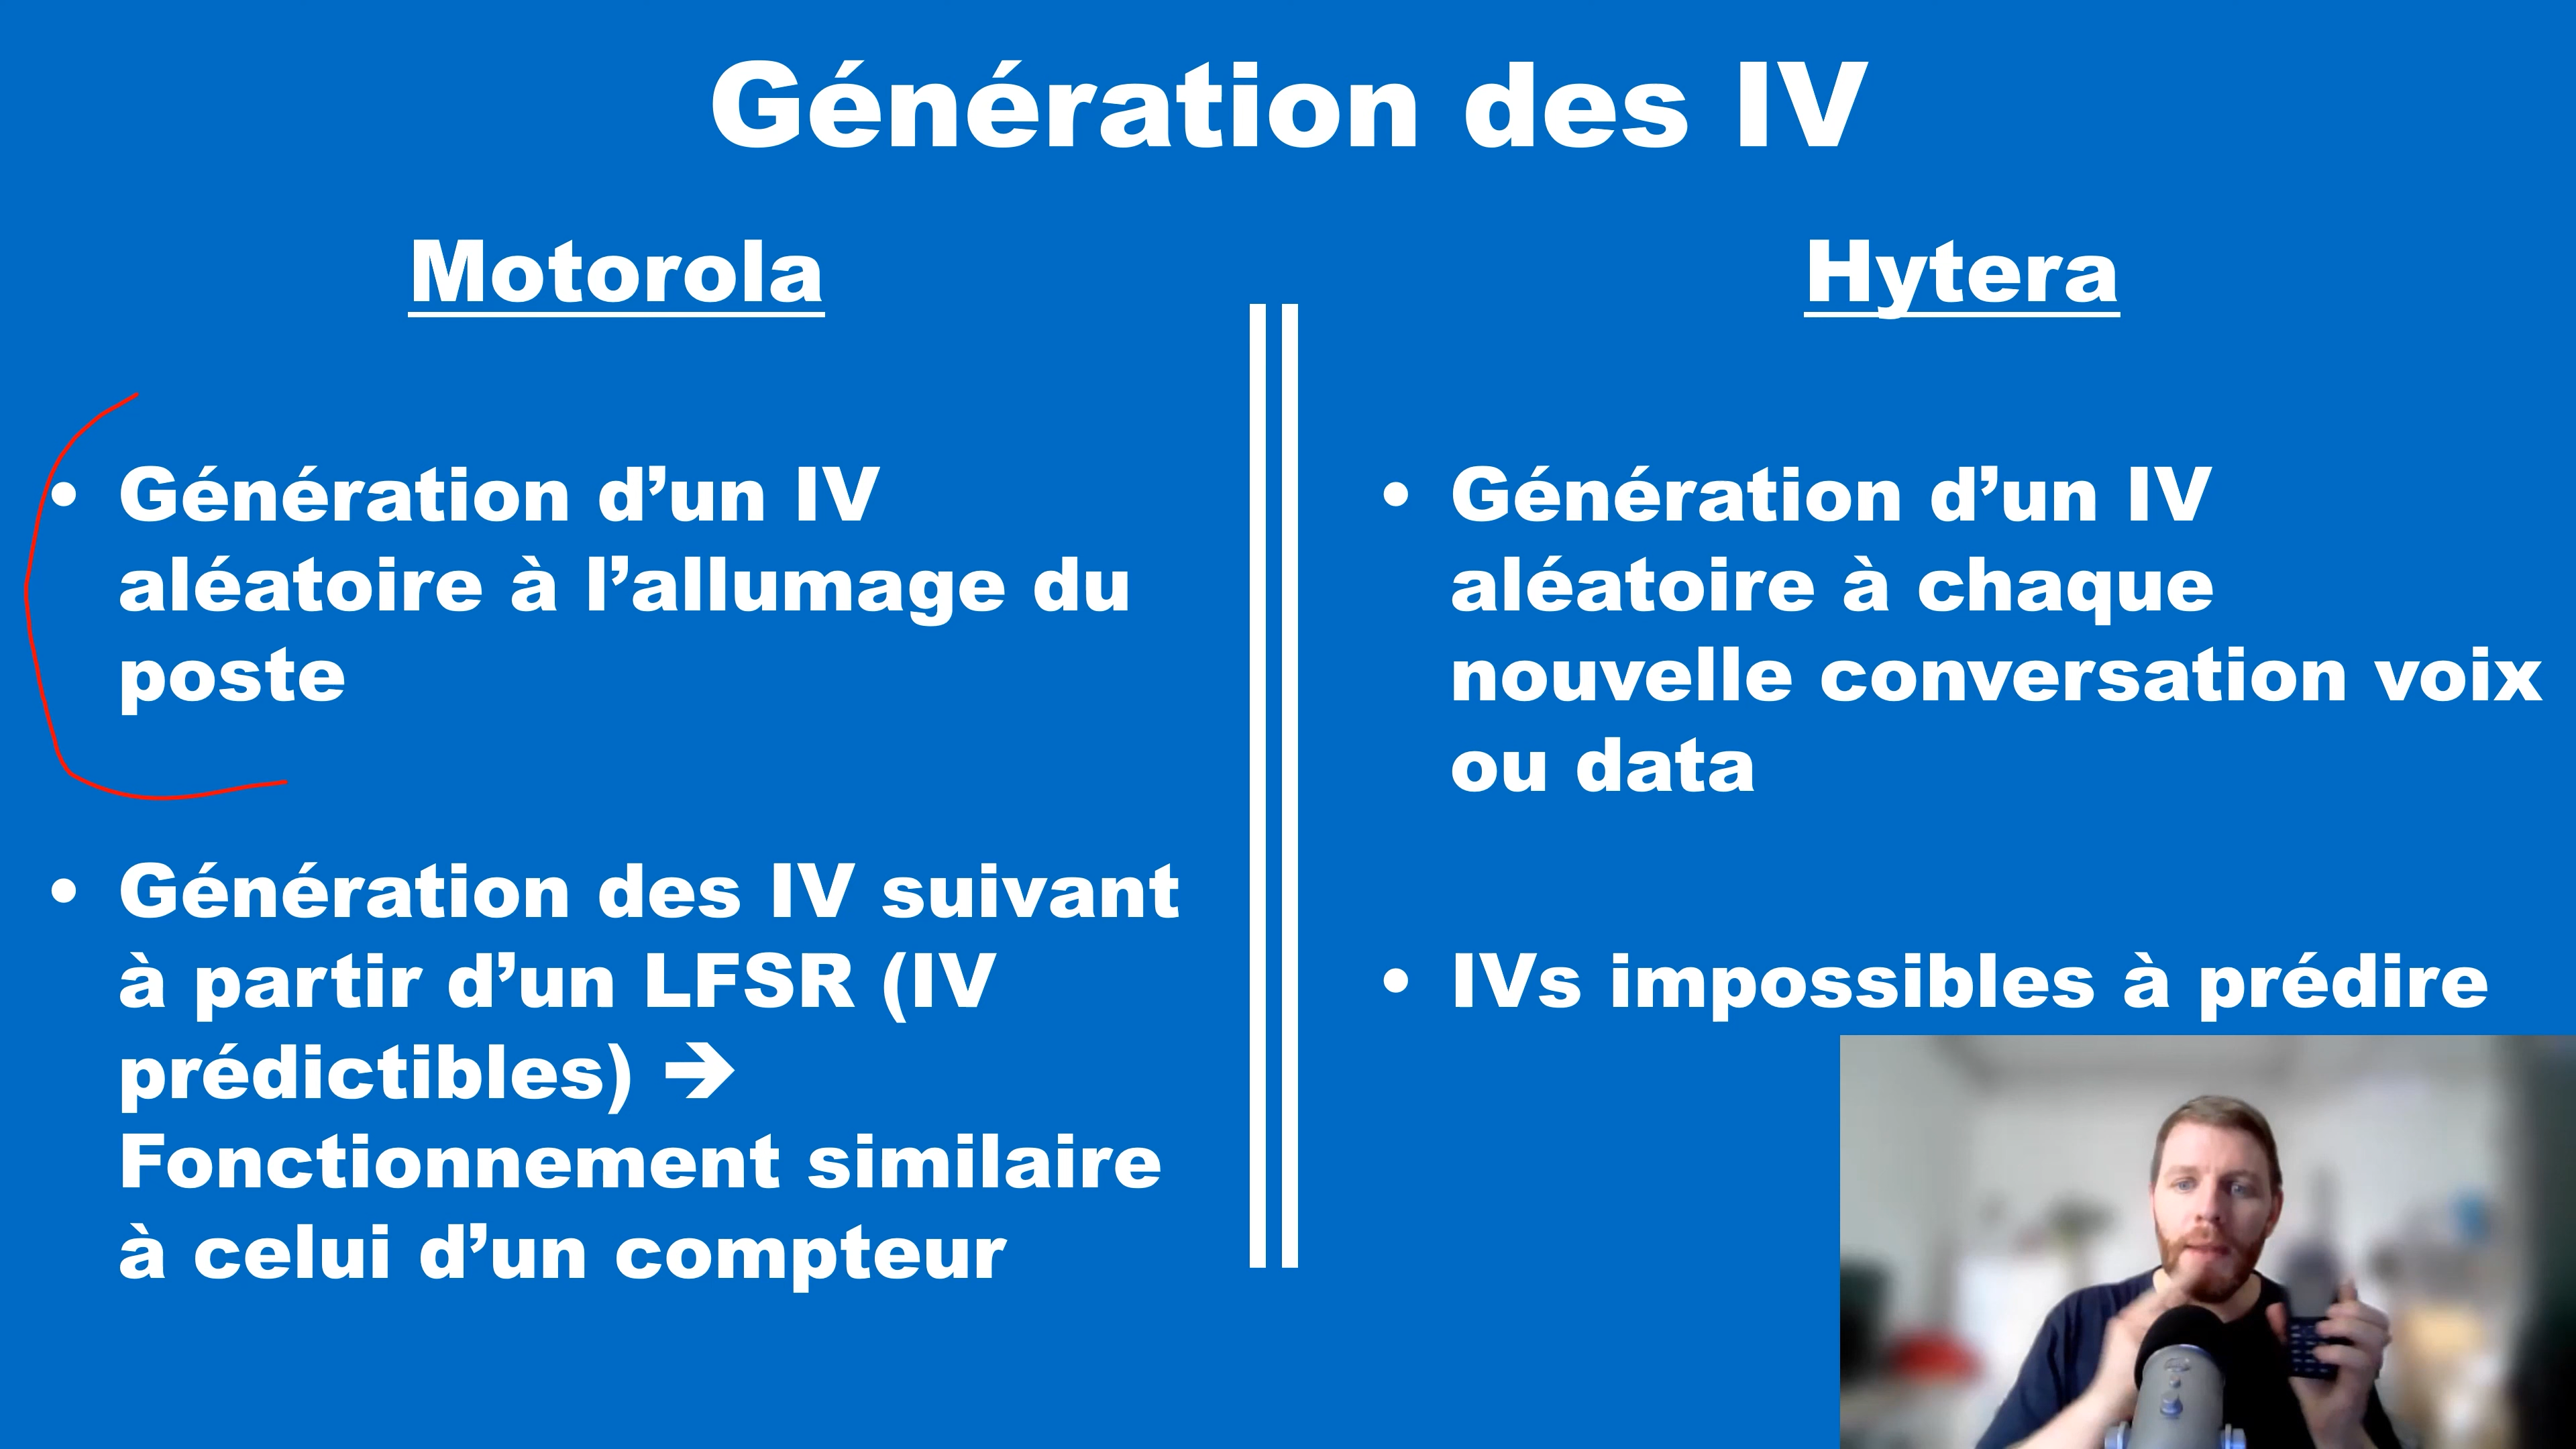 Génération des IV
Motorola
• Génération d’un IV
aléatoire à l’allumage du
poste
• Génération des IV suivant
à partir d’un LFSR (IV
prédictibles) ➔
Fonctionnement similaire
à celui d’un compteur
Hytera
• Génération d’un IV
aléatoire à chaque
nouvelle conversation voix
ou data
• IVs impossibles à prédire